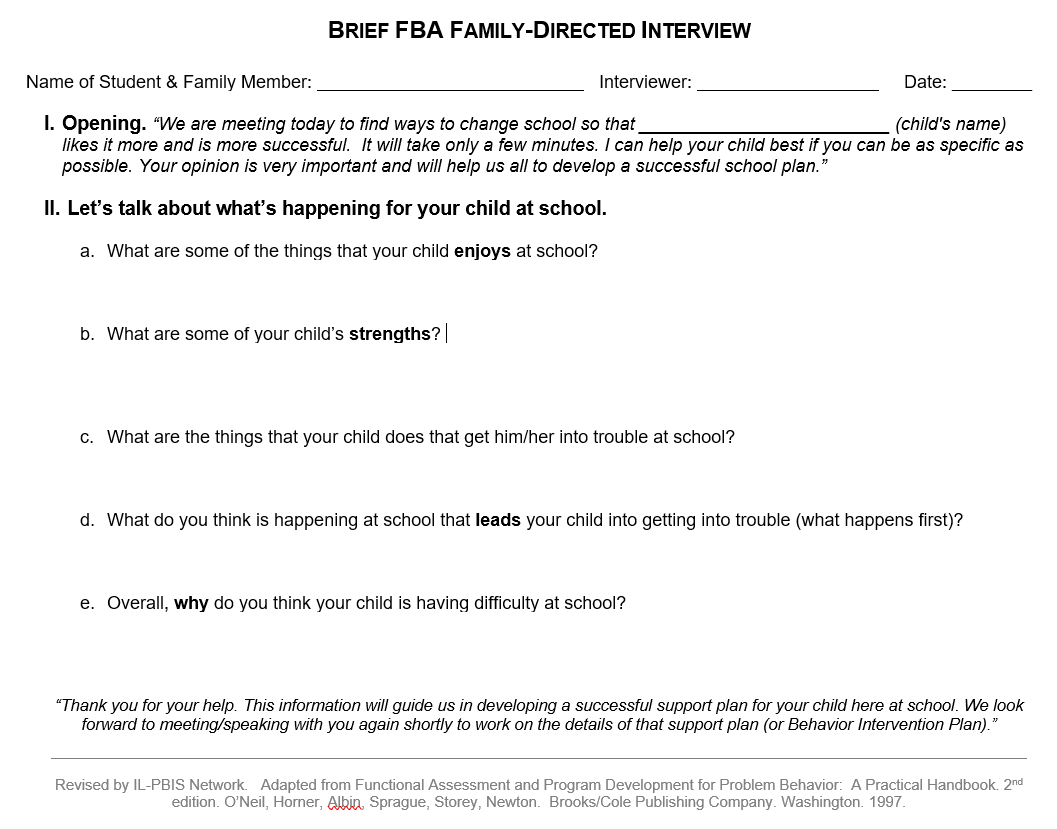 BRIEF FBA FAMILY-DIRECTED INTERVIEW
Name of Student & Family Member: ___________________________ Interviewer: __________________ Date: ________
I. Opening. “We are meeting today to find ways to change school so that _________________________ (child's name)
likes it more and is more successful.  It will take only a few minutes. I can help your child best if you can be as specific as
possible. Your opinion is very important and will help us all to develop a successful school plan.”
II. Let’s talk about what’s happening for your child at school.
a. What are some of the things that your child enjoys at school?
b. What are some of your child’s strengths?
c. What are the things that your child does that get him/her into trouble at school?
d. What do you think is happening at school that leads your child into getting into trouble (what happens first)?
e. Overall, why do you think your child is having difficulty at school?
“Thank you for your help. This information will guide us in developing a successful support plan for your child here at school. We look
forward to meeting/speaking with you again shortly to work on the details of that support plan (or Behavior Intervention Plan).”
Revised by IL-PBIS Network.   Adapted from Functional Assessment and Program Development for Problem Behavior:  A Practical Handbook. 2nd
edition. O’Neil, Horner, Albin, Sprague, Storey, Newton.  Brooks/Cole Publishing Company. Washington. 1997.